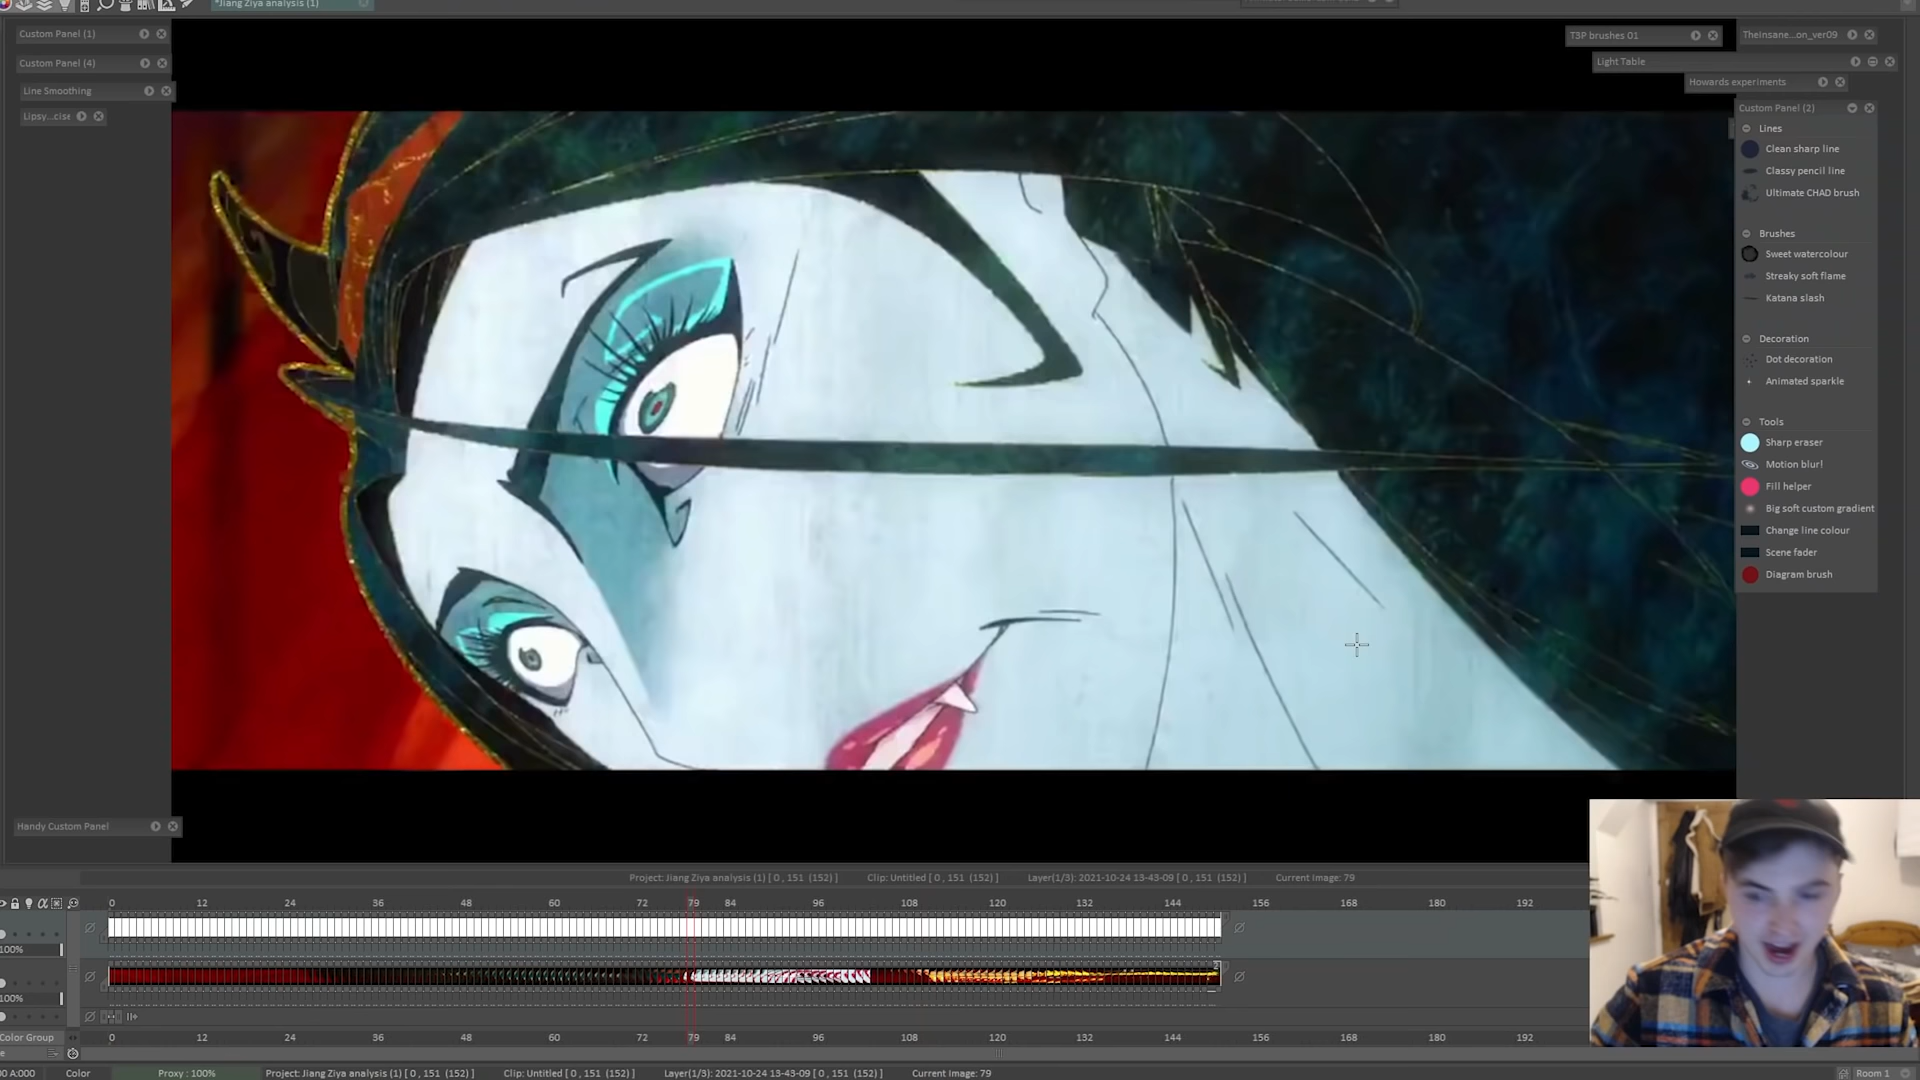 *Jiang Ziya analysis (1)
Custom Panel (1)
Custom Panel (4)
Line Smoothing
Lipsy...cise
T3P brushes 01
TheInsane...on_ver09
Light Table
Howards experiments
Custom Panel (2)
Lines
Clean sharp line
Classy pencil line
Ultimate CHAD brush
Brushes
Sweet watercolour
Streaky soft flame
Katana slash
Decoration
Dot decoration
Animated sparkle
Tools
Sharp eraser
Motion blur!
Fill helper
Big soft custom gradient
Change line colour
Scene fader
Diagram brush
Handy Custom Panel
Project: Jiang Ziya analysis (1) [ 0 , 151 (152) ] Clip: Untitled [ 0 , 151 (152) ] Layer(1/3): 2021-10-24 13-43-09 [ 0 , 151 (152) ] Current Image: 79
0 12 24 36 48 60 72 79 84 96 108 120 132 144 156 168 180 192
100%
100%
Color Group 0 12 24 36 48 60 72 79 84 96 108 120 132 144 156 168 180 192
00 A:000 Color Proxy : 100% Project: Jiang Ziya analysis (1) [ 0 , 151 (152) ] Clip: Untitled [ 0 , 151 (152) ] Layer(1/3): 2021-10-24 13-43-09 [ 0 , 151 (152) ] Current Image: 79 Room 1